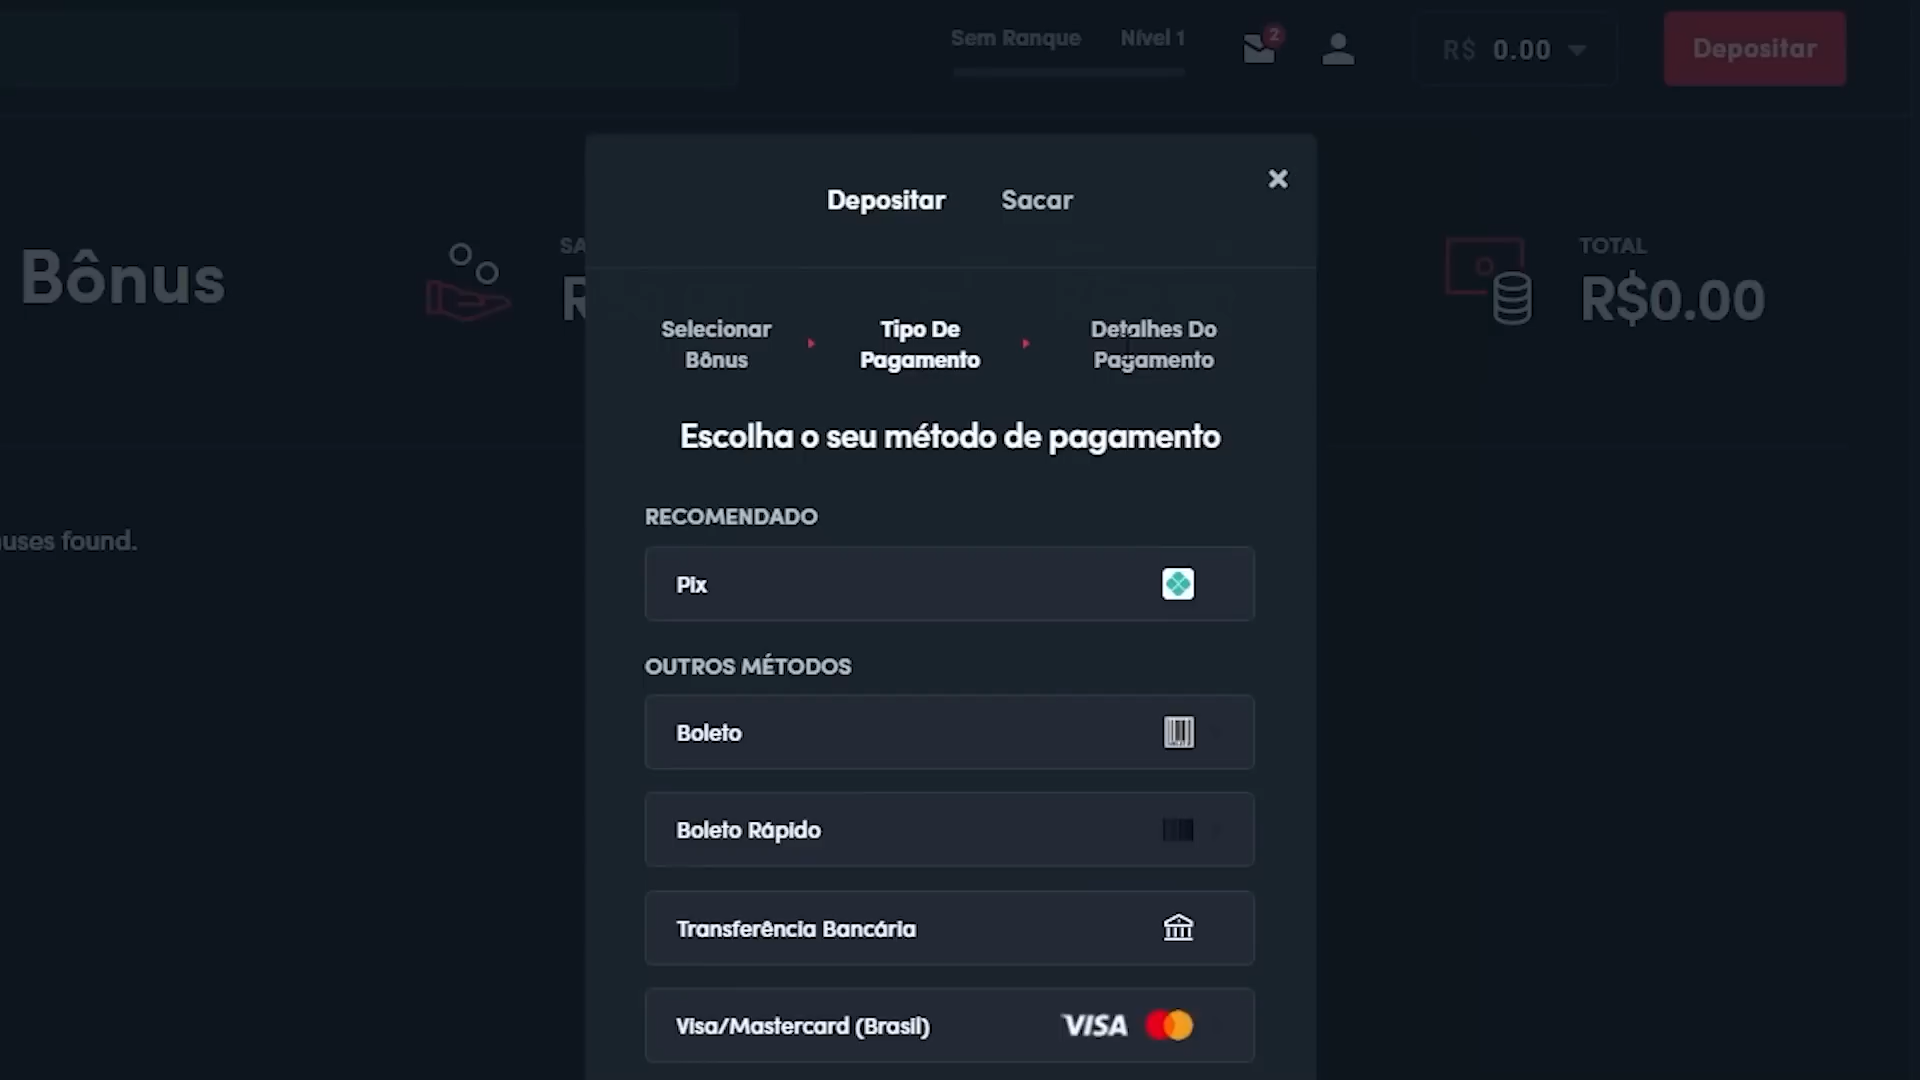 Sem Ranque Nível 1 2 R$ 0.00 Depositar
Depositar Sacar
Bônus
SA
R
TOTAL
R$0.00
Selecionar Bônus
Tipo De Pagamento
Detalhes Do Pagamento
Escolha o seu método de pagamento
uses found.
RECOMENDADO
Pix
OUTROS MÉTODOS
Boleto
Boleto Rápido
Transferência Bancária
Visa/Mastercard (Brasil) VISA